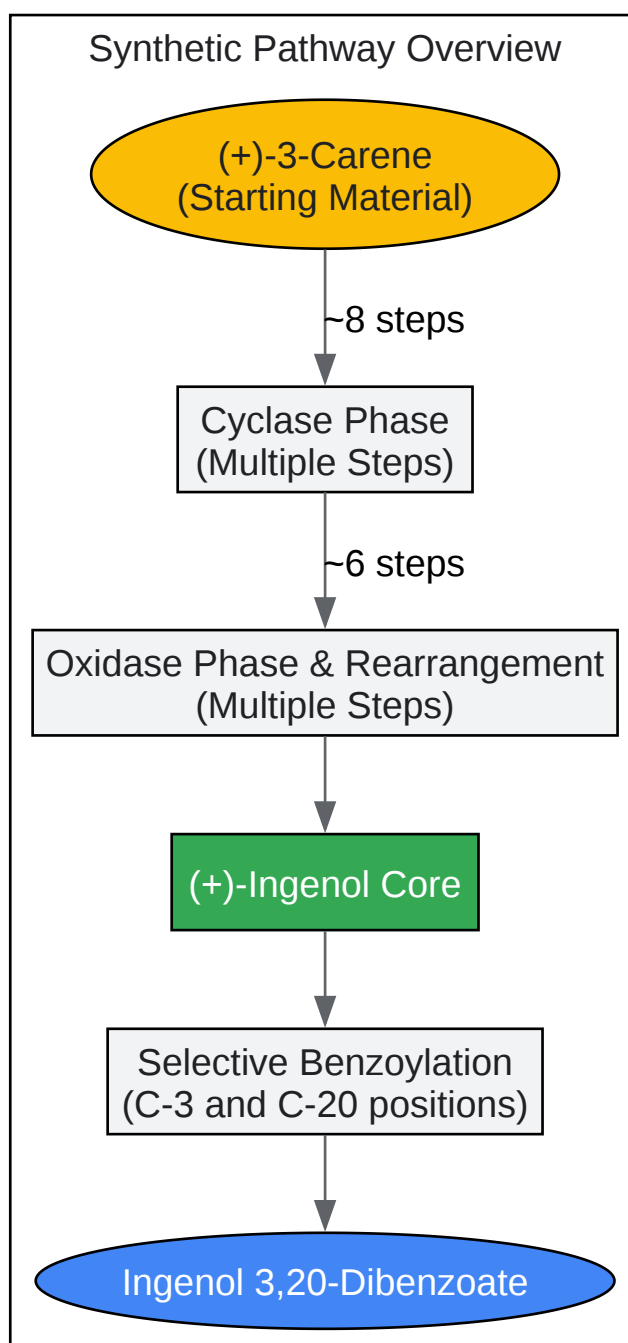 Synthetic Pathway Overview
(+)-3-Carene
(Starting Material)
~8 steps
Cyclase Phase
(Multiple Steps)
~6 steps
Oxidase Phase & Rearrangement
(Multiple Steps)
(+)-Ingenol Core
Selective Benzoylation
(C-3 and C-20 positions)
Ingenol 3,20-Dibenzoate